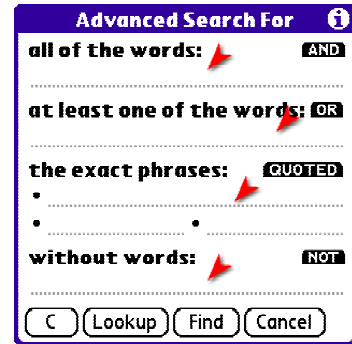 Advanced Search For i
all of the words: AND
at least one of the words: OR
the exact phrases: QUOTED
without words: NOT
C Lookup Find Cancel